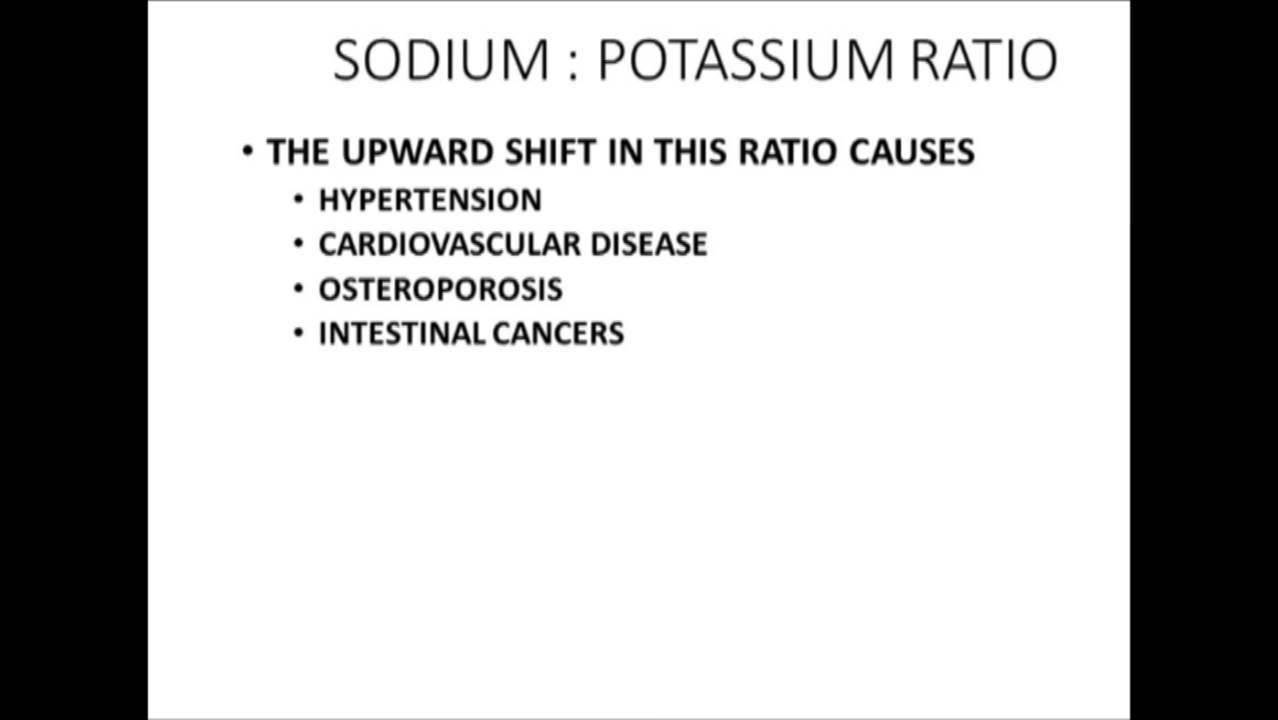 SODIUM : POTASSIUM RATIO
• THE UPWARD SHIFT IN THIS RATIO CAUSES
• HYPERTENSION
• CARDIOVASCULAR DISEASE
• OSTEROPOROSIS
• INTESTINAL CANCERS